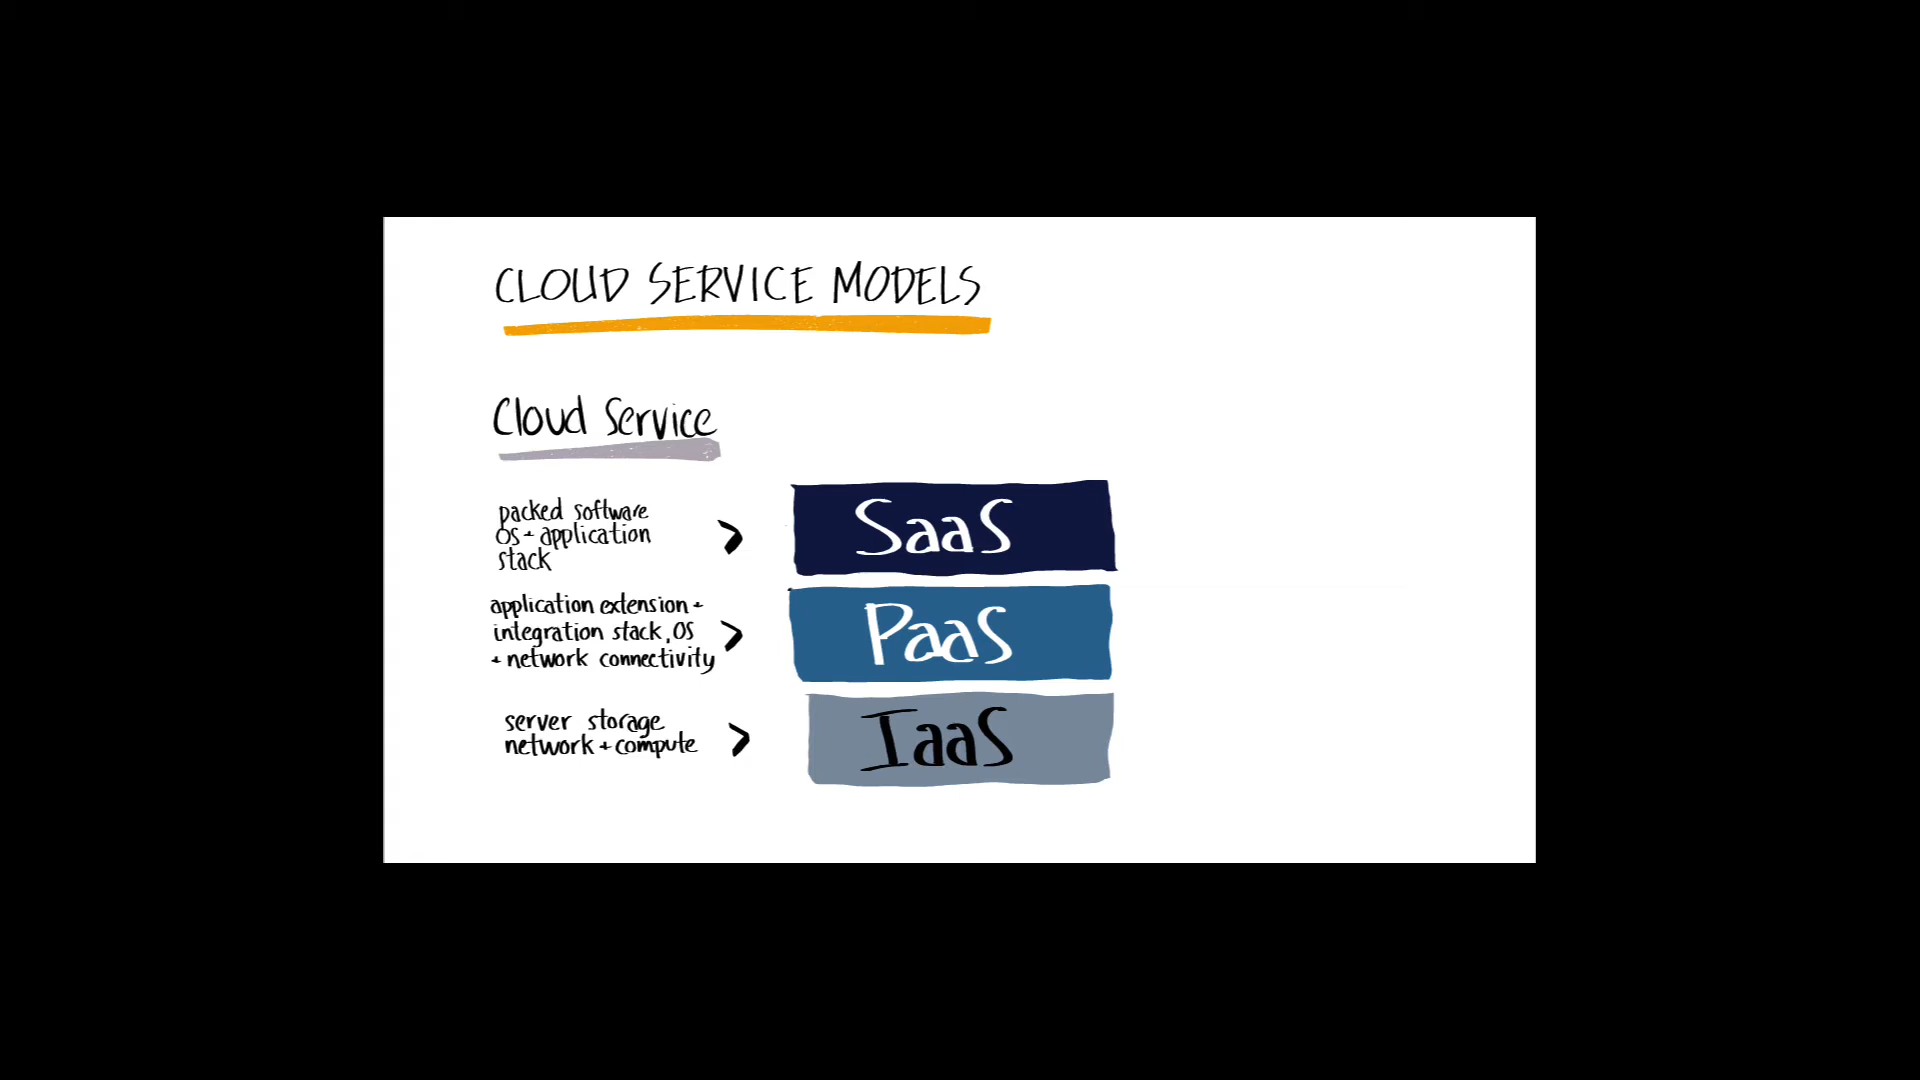 CLOUD SERVICE MODELS
Cloud Service
packed software
OS + application
stack
>
SaaS
application extension +
integration stack, OS
+ network connectivity
>
PaaS
server storage
network + compute
>
IaaS